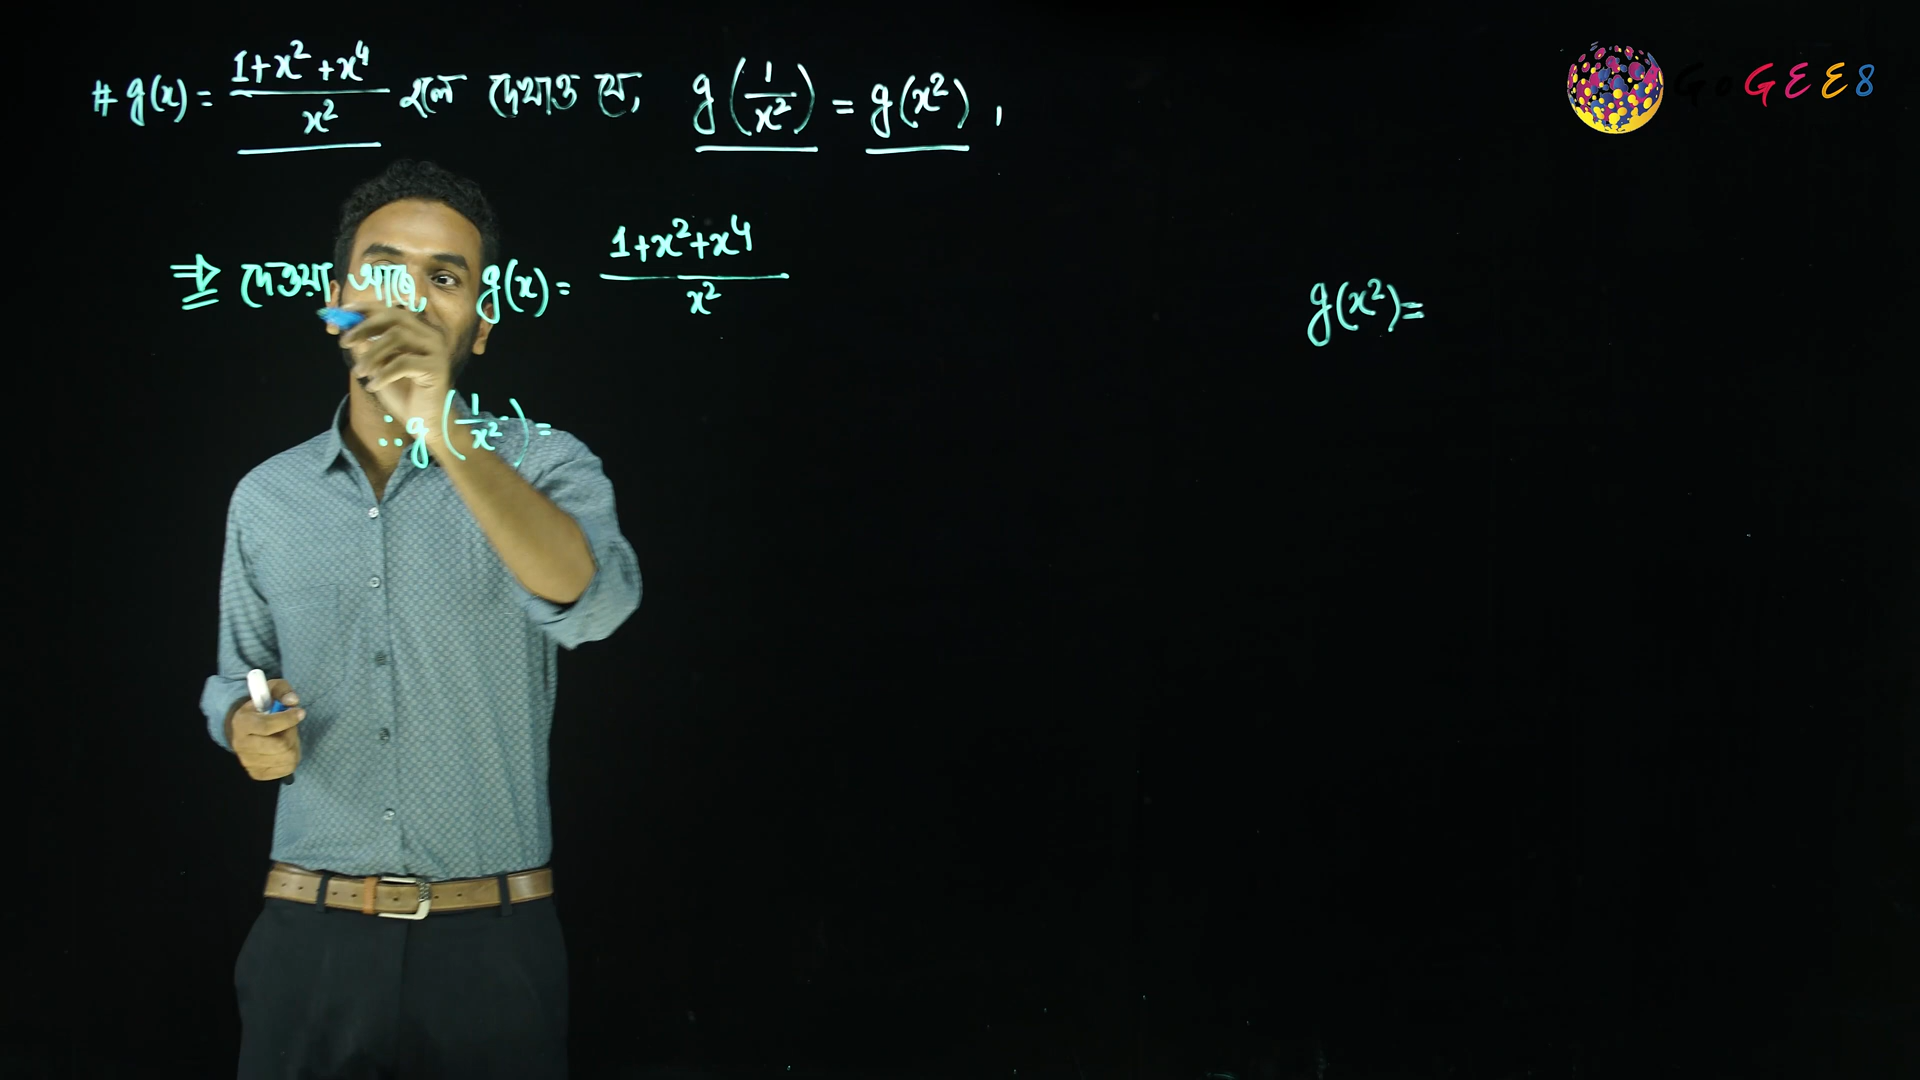 # g(x) = (1+x²+x⁴)/x² হলে দেখাও যে, g(1/x²) = g(x²) ,
GoGEE8
⇒ দেওয়া আছে, g(x) = (1+x²+x⁴)/x²
g(x²)=
∴ g(1/x²) =